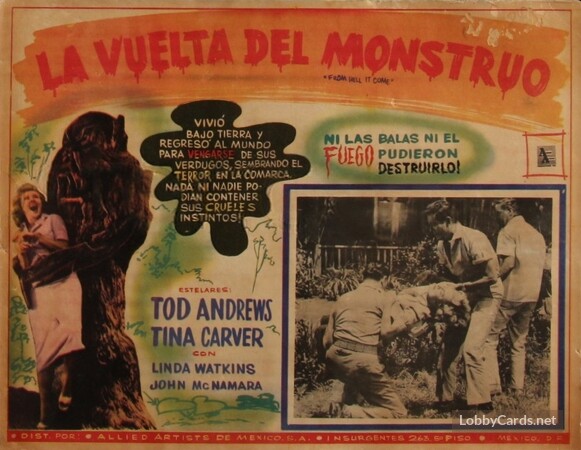 LA VUELTA DEL MONSTRUO
"FROM HELL IT COME"
VIVIÓ
BAJO TIERRA Y
REGRESO AL MUNDO
PARA VENGARSE DE SUS
VERDUGOS, SEMBRANDO EL
TERROR EN LA COMARCA.
NADA NI NADIE PO-
DIAN CONTENER
SUS CRUELES
INSTINTOS!
NI LAS BALAS NI EL
FUEGO PUDIERON
DESTRUIRLO!
A
ESTELARES:
TOD ANDREWS
TINA CARVER
CON
LINDA WATKINS
JOHN McNAMARA
LobbyCards.net
DIST. POR: ALLIED ARTISTE DE MEXICO, S.A. INSURGENTES 263. 5º PISO MEXICO, D.F.